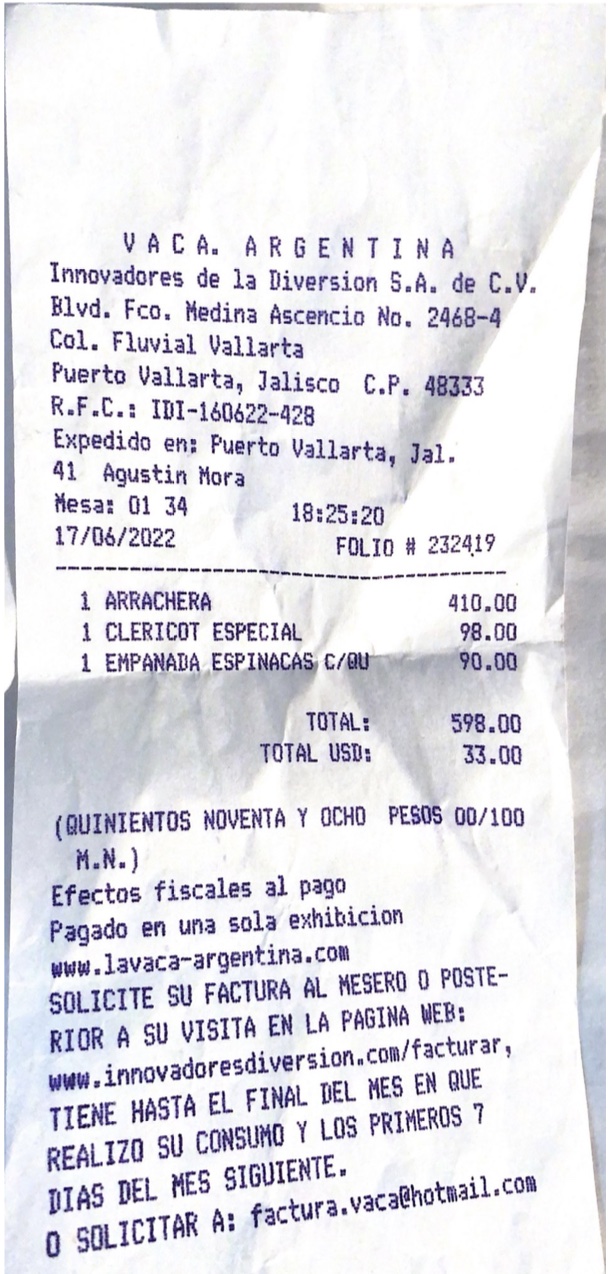 VACA. ARGENTINA
Innovadores de la Diversion S.A. de C.V.
Blvd. Fco. Medina Ascencio No. 2468-4
Col. Fluvial Vallarta
Puerto Vallarta, Jalisco C.P. 48333
R.F.C.: IDI-160622-428
Expedido en: Puerto Vallarta, Jal.
41 Agustin Mora
Mesa: 01 34 18:25:20
17/06/2022 FOLIO # 232419
1 ARRACHERA 410.00
1 CLERICOT ESPECIAL 98.00
1 EMPANADA ESPINACAS C/QU 90.00
TOTAL: 598.00
TOTAL USD: 33.00
(QUINIENTOS NOVENTA Y OCHO PESOS 00/100
M.N.)
Efectos fiscales al pago
Pagado en una sola exhibicion
www.lavaca-argentina.com
SOLICITE SU FACTURA AL MESERO O POSTE-
RIOR A SU VISITA EN LA PAGINA WEB:
www.innovadoresdiversion.com/facturar,
TIENE HASTA EL FINAL DEL MES EN QUE
REALIZO SU CONSUMO Y LOS PRIMEROS 7
DIAS DEL MES SIGUIENTE.
O SOLICITAR A: factura.vaca@hotmail.com